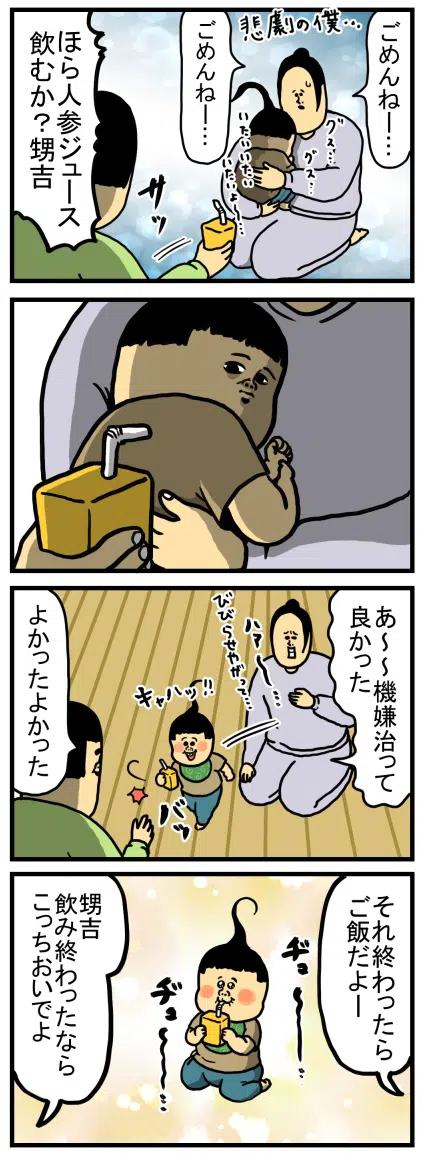 悲劇の僕…
ごめんねー…
ごめんねー…
グス…
グス…
いたいいたい
いたいよ〜…
ほら人参ジュース
飲むか？甥吉
サッ
あ〜〜機嫌治って
良かった
ハァ〜…
びびらせやがって…
キャハッ!!
バッ
よかったよかった
それ終わったら
ご飯だよー
ヂュー〜〜
ヂュー〜〜
甥吉
飲み終わったなら
こっちおいでよ